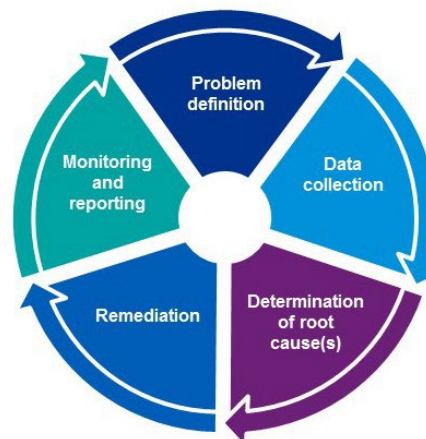 Problem
definition
Data
collection
Determination
of root
cause(s)
Remediation
Monitoring
and
reporting